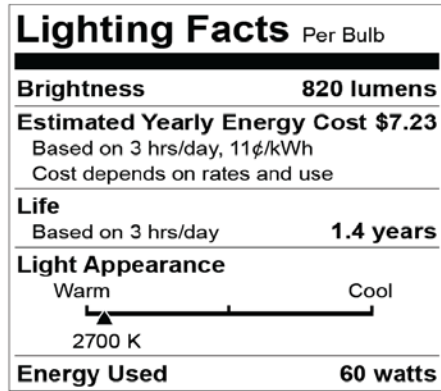 Lighting Facts Per Bulb
Brightness 820 lumens
Estimated Yearly Energy Cost $7.23
Based on 3 hrs/day, 11¢/kWh
Cost depends on rates and use
Life
Based on 3 hrs/day 1.4 years
Light Appearance
Warm Cool
2700 K
Energy Used 60 watts